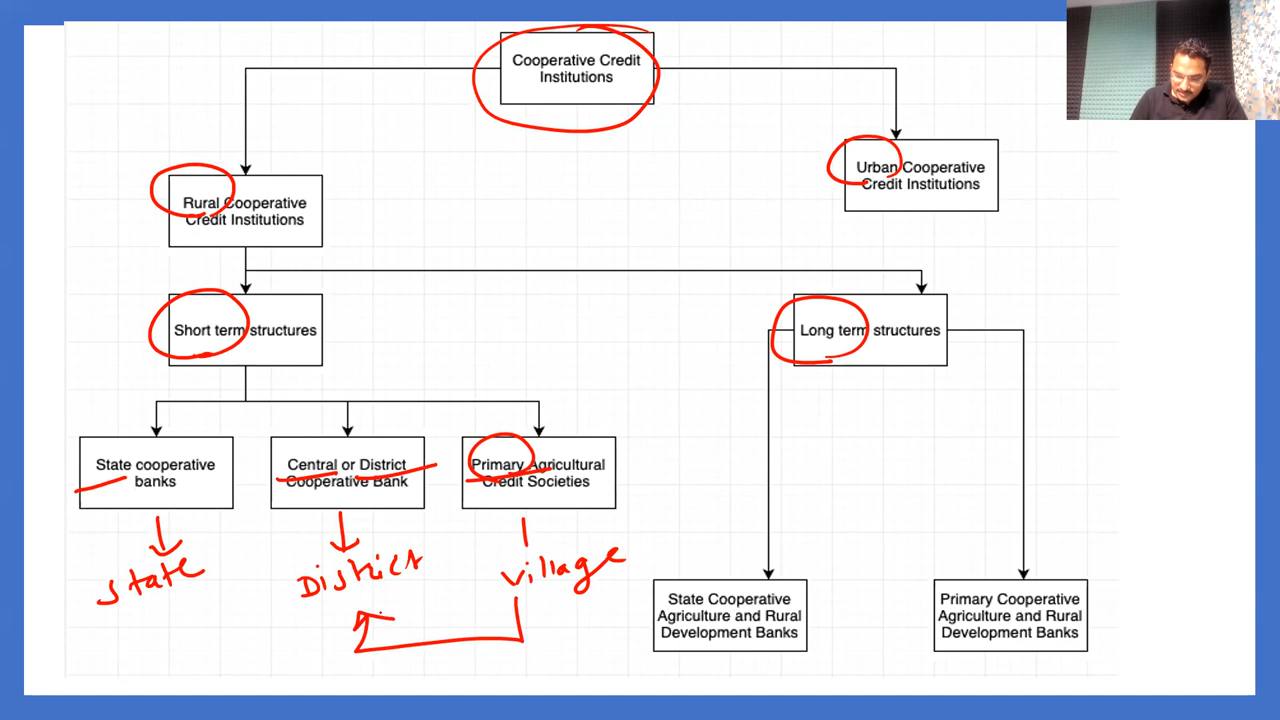 Cooperative Credit
Institutions
Urban Cooperative
Credit Institutions
Rural Cooperative
Credit Institutions
Short term structures
Long term structures
State cooperative
banks
Central or District
Cooperative Bank
Primary Agricultural
Credit Societies
State
District
Village
State Cooperative
Agriculture and Rural
Development Banks
Primary Cooperative
Agriculture and Rural
Development Banks